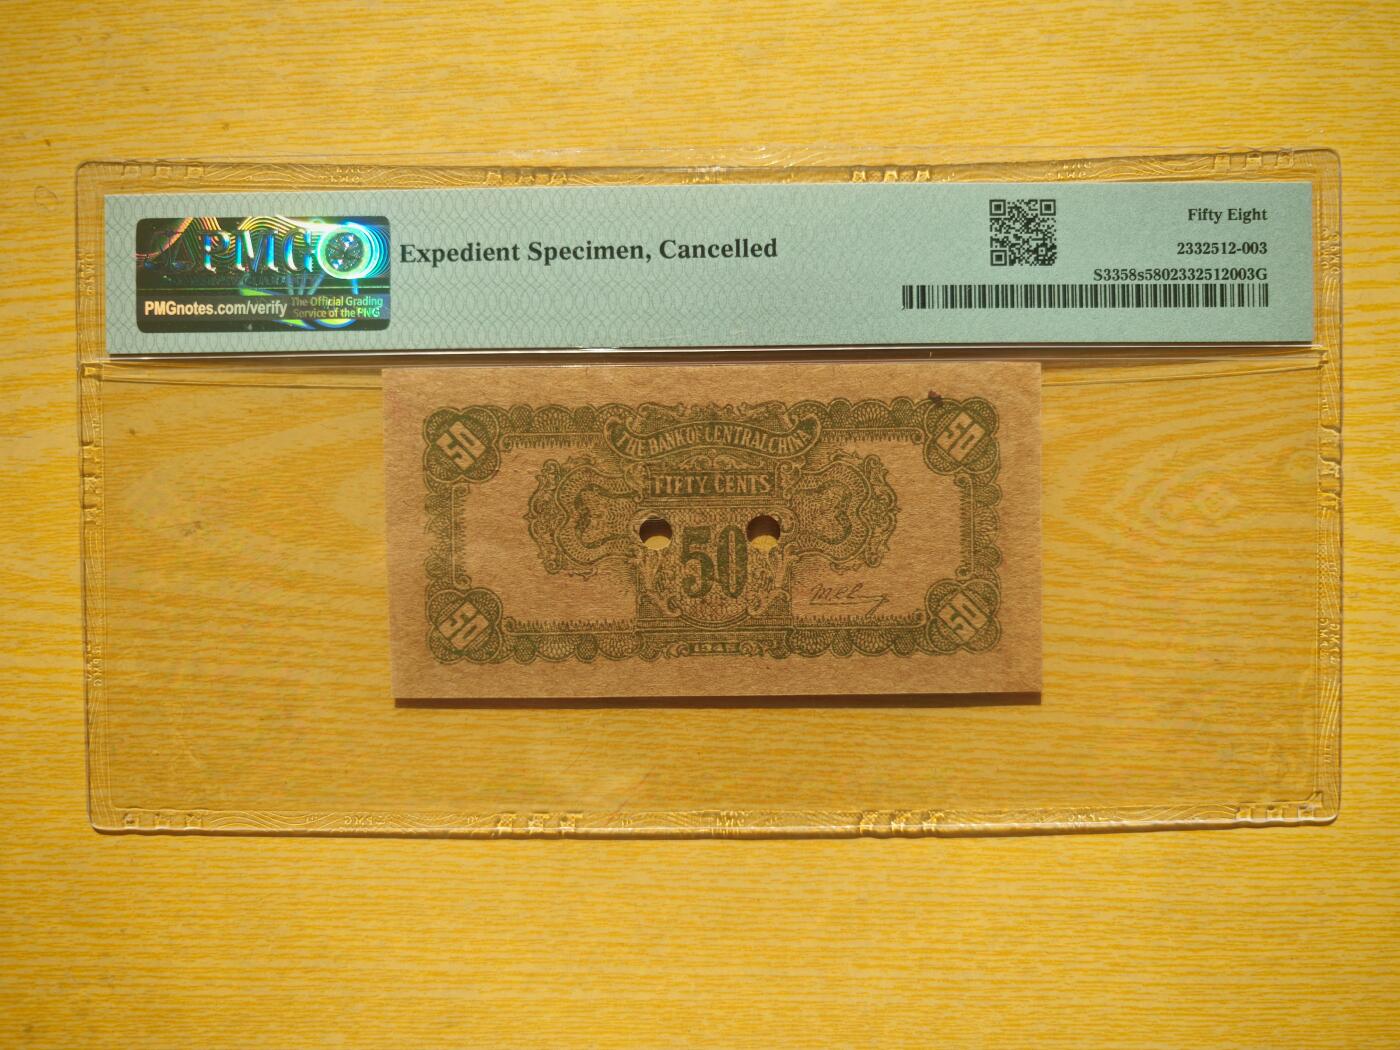 PMG
PMGnotes.com/verify
The Official Grading
Service of the PNG
Expedient Specimen, Cancelled
Fifty Eight
2332512-003
S3358s5802332512003G
THE BANK OF CENTRAL CHINA
50
50
FIFTY CENTS
50
50
50